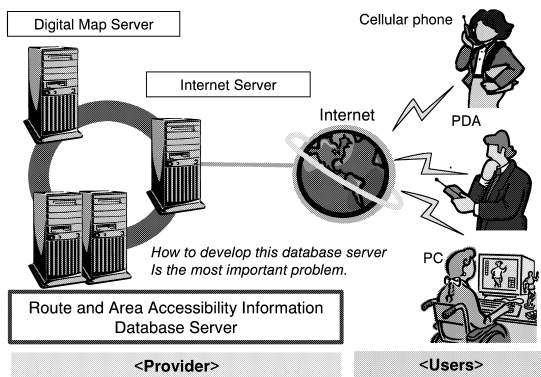 Digital Map Server
Internet Server
Cellular phone
Internet
PDA
How to develop this database server
Is the most important problem.
PC
Route and Area Accessibility Information
Database Server
<Provider>
<Users>